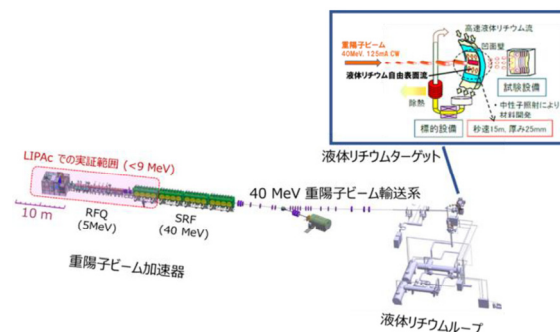 高速液体リチウム流
重陽子ビーム
40MeV, 125mA CW
凹面壁
液体リチウム自由表面流
試験設備
除熱
・中性子照射により
材料開発
標的設備
秒速15m, 厚み25mm
液体リチウムターゲット
LIPAc での実証範囲 (<9 MeV)
40 MeV 重陽子ビーム輸送系
10 m
RFQ
(5MeV)
SRF
(40 MeV)
重陽子ビーム加速器
液体リチウムループ